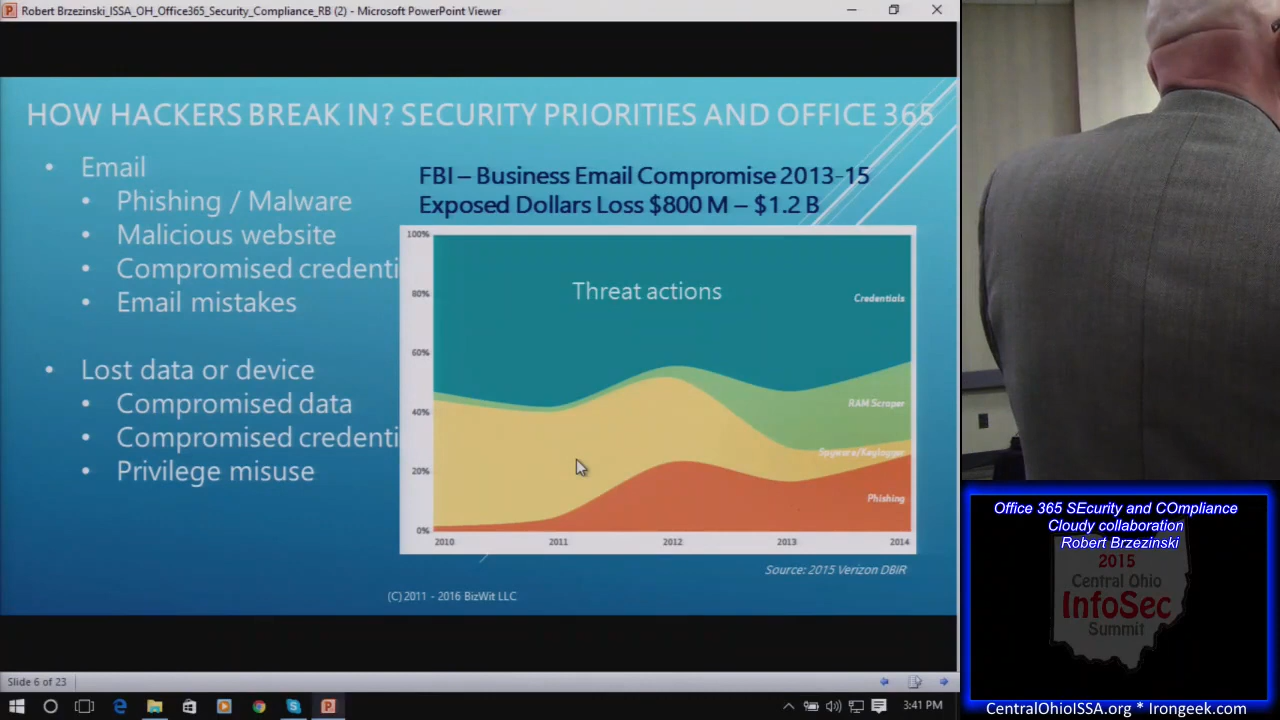 Robert Brzezinski_ISSA_OH_Office365_Security_Compliance_RB (2) - Microsoft PowerPoint Viewer
HOW HACKERS BREAK IN? SECURITY PRIORITIES AND OFFICE 365
• Email
• Phishing / Malware
• Malicious website
• Compromised credenti
• Email mistakes
• Lost data or device
• Compromised data
• Compromised credenti
• Privilege misuse
FBI – Business Email Compromise 2013-15
Exposed Dollars Loss $800 M – $1.2 B
100%
80%
60%
40%
20%
0%
Threat actions
Credentials
RAM Scraper
Spyware/Keylogger
Phishing
2010 2011 2012 2013 2014
Source: 2015 Verizon DBIR
(C) 2011 - 2016 BizWit LLC
Slide 6 of 23
3:41 PM
Office 365 SEcurity and COmpliance
Cloudy collaboration
Robert Brzezinski
2015
Central Ohio
InfoSec
Summit
CentralOhioISSA.org * Irongeek.com